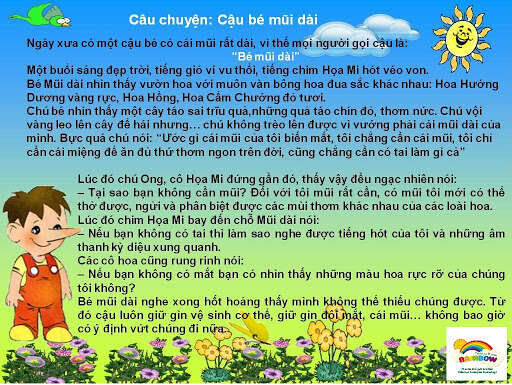 Câu chuyện: Cậu bé mũi dài
Ngày xưa có một cậu bé có cái mũi rất dài, vì thế mọi người gọi cậu là:
"Bé mũi dài"
Một buổi sáng đẹp trời, tiếng gió vi vu thổi, tiếng chim Họa Mi hót véo von.
Bé Mũi dài nhìn thấy vườn hoa với muôn vàn bông hoa đua sắc khác nhau: Hoa Hướng
Dương vàng rực, Hoa Hồng, Hoa Cẩm Chướng đỏ tươi.
Chú bé nhìn thấy một cây táo sai trĩu quả,những quả táo chín đỏ, thơm nức. Chú vội
vàng leo lên cây để hái nhưng… chú không trèo lên được vì vướng phải cái mũi dài của
mình. Bực quá chú nói: “Ước gì cái mũi của tôi biến mất, tôi chẳng cần cái mũi, tôi chỉ
cần cái miệng để ăn đủ thứ thơm ngon trên đời, cũng chẳng cần có tai làm gì cả”
Lúc đó chú Ong, cô Họa Mi đứng gần đó, thấy vậy đều ngạc nhiên nói:
– Tại sao bạn không cần mũi? Đối với tôi mũi rất cần, có mũi tôi mới có thể
thở được, ngửi và phân biệt được các mùi thơm khác nhau của các loài hoa.
Lúc đó chim Họa Mi bay đến chỗ Mũi dài nói:
– Nếu bạn không có tai thì làm sao nghe được tiếng hót của tôi và những âm
thanh kỳ diệu xung quanh.
Các cô hoa cũng rung rinh nói:
– Nếu bạn không có mắt bạn có nhìn thấy những màu hoa rực rỡ của chúng
tôi không?
Bé mũi dài nghe xong hốt hoảng thấy mình không thể thiếu chúng được. Từ
đó cậu luôn giữ gìn vệ sinh cơ thể, giữ gìn đôi mắt, cái mũi… không bao giờ
có ý định vứt chúng đi nữa.
RAINBOW